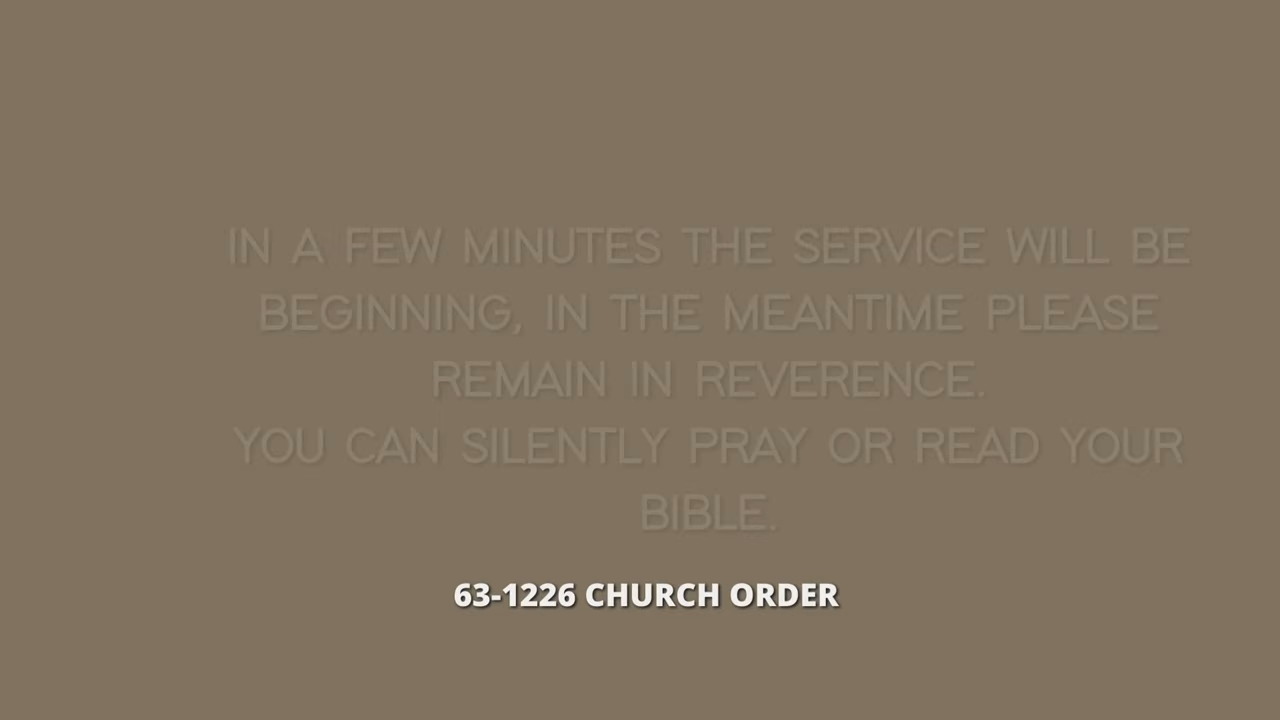 IN A FEW MINUTES THE SERVICE WILL BE
BEGINNING, IN THE MEANTIME PLEASE
REMAIN IN REVERENCE.
YOU CAN SILENTLY PRAY OR READ YOUR
BIBLE.
63-1226 CHURCH ORDER